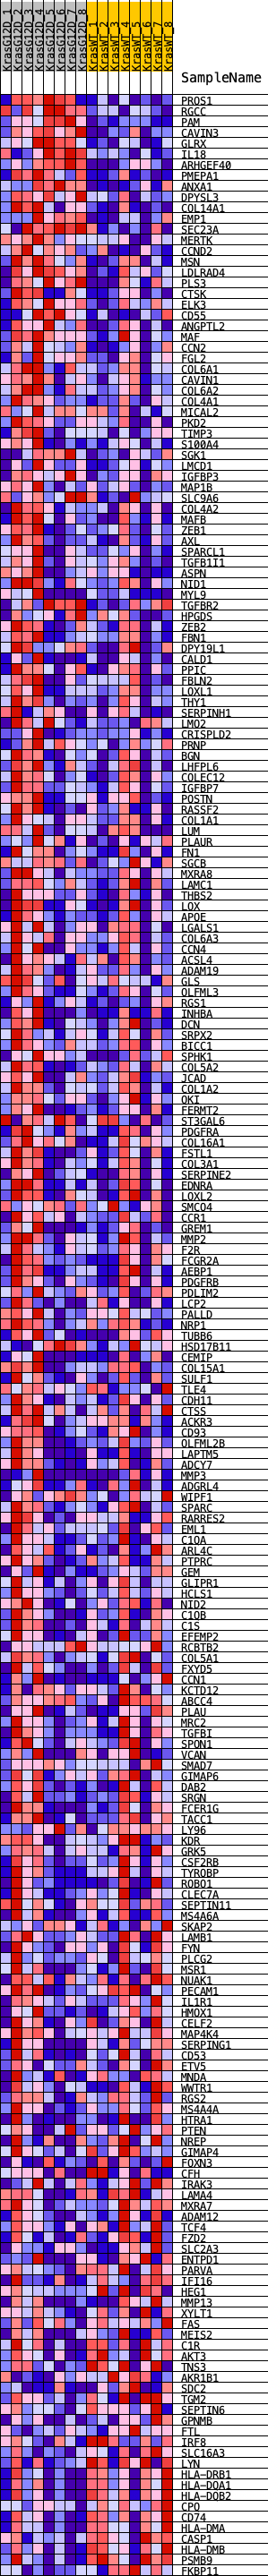 KrasG12D_1
KrasG12D_2
KrasG12D_3
KrasG12D_4
KrasG12D_5
KrasG12D_6
KrasG12D_7
KrasG12D_8
KrasWT_1
KrasWT_2
KrasWT_3
KrasWT_4
KrasWT_5
KrasWT_6
KrasWT_7
KrasWT_8
SampleName
PROS1
RGCC
PAM
CAVIN3
GLRX
IL18
ARHGEF40
PMEPA1
ANXA1
DPYSL3
COL14A1
EMP1
SEC23A
MERTK
CCND2
MSN
LDLRAD4
PLS3
CTSK
ELK3
CD55
ANGPTL2
MAF
CCN2
FGL2
COL6A1
CAVIN1
COL6A2
COL4A1
MICAL2
PKD2
TIMP3
S100A4
SGK1
LMCD1
IGFBP3
MAP1B
SLC9A6
COL4A2
MAFB
ZEB1
AXL
SPARCL1
TGFB1I1
ASPN
NID1
MYL9
TGFBR2
HPGDS
ZEB2
FBN1
DPY19L1
CALD1
PPIC
FBLN2
LOXL1
THY1
SERPINH1
LMO2
CRISPLD2
PRNP
BGN
LHFPL6
COLEC12
IGFBP7
POSTN
RASSF2
COL1A1
LUM
PLAUR
FN1
SGCB
MXRA8
LAMC1
THBS2
LOX
APOE
LGALS1
COL6A3
CCN4
ACSL4
ADAM19
GLS
OLFML3
RGS1
INHBA
DCN
SRPX2
BICC1
SPHK1
COL5A2
JCAD
COL1A2
QKI
FERMT2
ST3GAL6
PDGFRA
COL16A1
FSTL1
COL3A1
SERPINE2
EDNRA
LOXL2
SMCO4
CCR1
GREM1
MMP2
F2R
FCGR2A
AEBP1
PDGFRB
PDLIM2
LCP2
PALLD
NRP1
TUBB6
HSD17B11
CEMIP
COL15A1
SULF1
TLE4
CDH11
CTSS
ACKR3
CD93
OLFML2B
LAPTM5
ADCY7
MMP3
ADGRL4
WIPF1
SPARC
RARRES2
EML1
C1QA
ARL4C
PTPRC
GEM
GLIPR1
HCLS1
NID2
C1QB
C1S
EFEMP2
RCBTB2
COL5A1
FXYD5
CCN1
KCTD12
ABCC4
PLAU
MRC2
TGFBI
SPON1
VCAN
SMAD7
GIMAP6
DAB2
SRGN
FCER1G
TACC1
LY96
KDR
GRK5
CSF2RB
TYROBP
ROBO1
CLEC7A
SEPTIN11
MS4A6A
SKAP2
LAMB1
FYN
PLCG2
MSR1
NUAK1
PECAM1
IL1R1
HMOX1
CELF2
MAP4K4
SERPING1
CD53
ETV5
MNDA
WWTR1
RGS2
MS4A4A
HTRA1
PTEN
NREP
GIMAP4
FOXN3
CFH
IRAK3
LAMA4
MXRA7
ADAM12
TCF4
FZD2
SLC2A3
ENTPD1
PARVA
IFI16
HEG1
MMP13
XYLT1
FAS
MEIS2
C1R
AKT3
TNS3
AKR1B1
SDC2
TGM2
SEPTIN6
GPNMB
FTL
IRF8
SLC16A3
LYN
HLA-DRB1
HLA-DQA1
HLA-DQB2
CPQ
CD74
HLA-DMA
CASP1
HLA-DMB
PSMB9
FKBP11